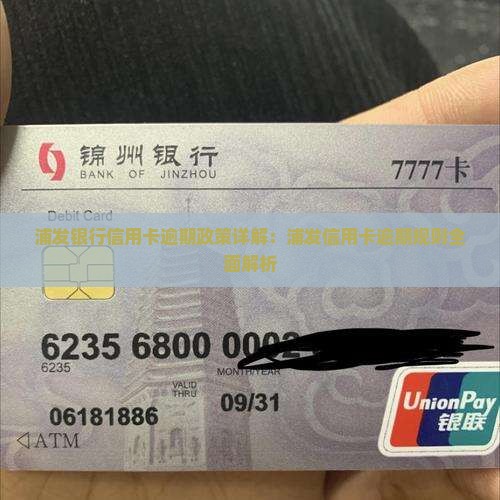 锦州银行
BANK OF JINZHOU
7777卡
Debit Card
浦发银行信用卡逾期政策详解：浦发信用卡逾期规则全
面解析
6235 6800 0002
6235
MONTH/YEAR
VALID
THRU
09/31
06181886
ATM
UnionPay
银联